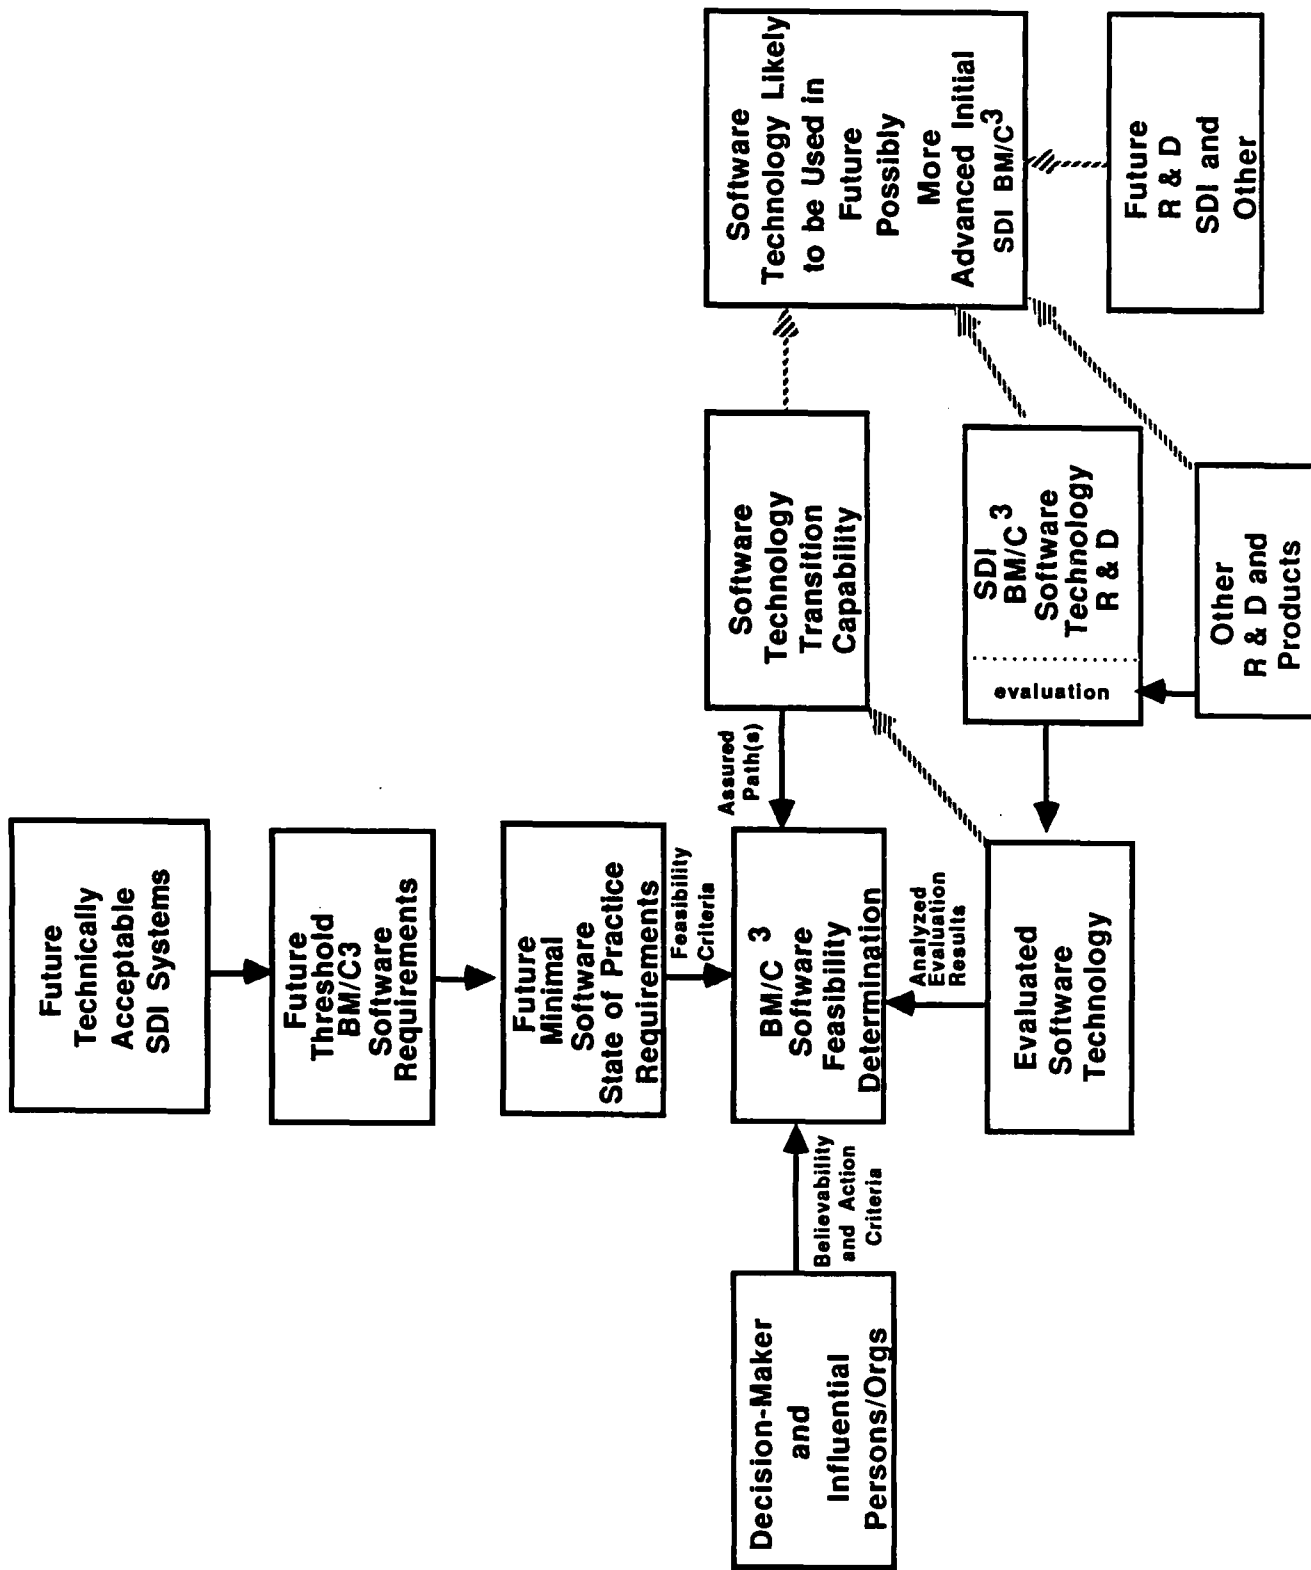 Future
Technically
Acceptable
SDI Systems
Future
Threshold
BM/C3
Software
Requirements
Future
Minimal
Software
State of Practice
Requirements
Feasibility
Criteria
Decision-Maker
and
Influential
Persons/Orgs
Believability
and Action
Criteria
BM/C 3
Software
Feasibility
Determination
Assured
Path(s)
Software
Technology
Transition
Capability
Software
Technology Likely
to be Used in
Future
Possibly
More
Advanced Initial
SDI BM/C3
Analyzed
Evaluation
Results
Evaluated
Software
Technology
evaluation
SDI
BM/C3
Software
Technology
R & D
Other
R & D and
Products
Future
R & D
SDI and
Other